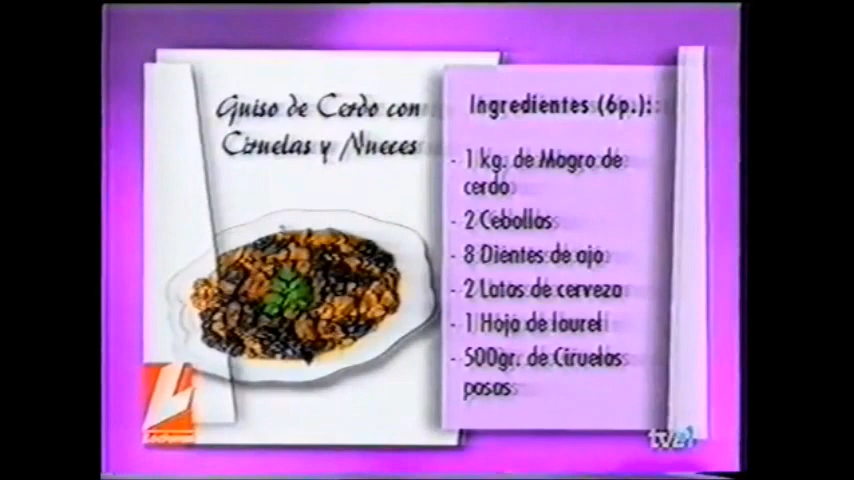 Guiso de Cerdo con
Ciruelas y Nueces
Ingredientes (6p.):
- 1 kg. de Magro de
cerdo
- 2 Cebollas
- 8 Dientes de ajo
- 2 Latas de cerveza
- 1 Hoja de laurel
- 500gr. de Ciruelas
pasas